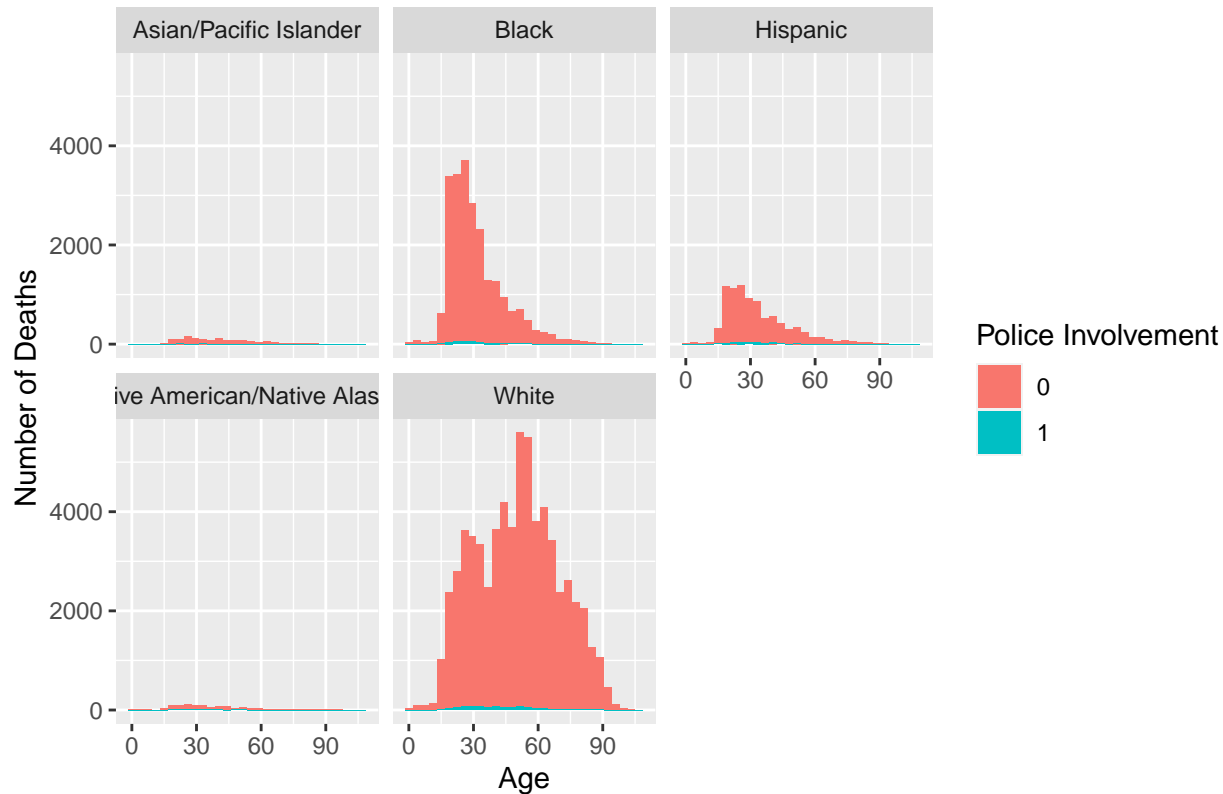 Asian/Pacific Islander
Black
Hispanic
4000
2000
0
0 30 60 90
ive American/Native Alas
White
4000
2000
0
0 30 60 90
0 30 60 90
Age
Number of Deaths
Police Involvement
0
1